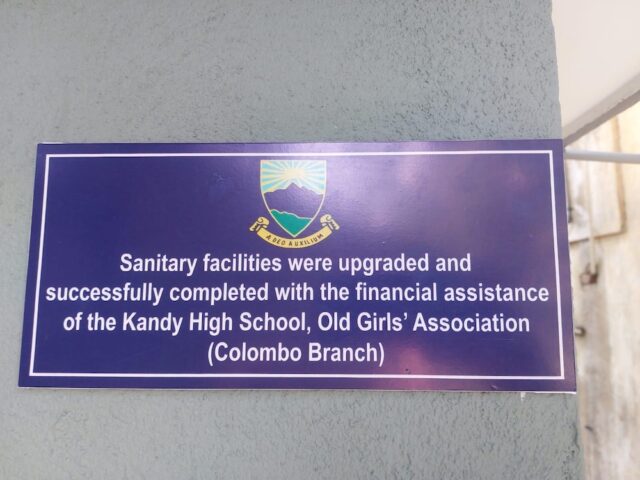 A DEO AUXILIUM
Sanitary facilities were upgraded and
successfully completed with the financial assistance
of the Kandy High School, Old Girls' Association
(Colombo Branch)